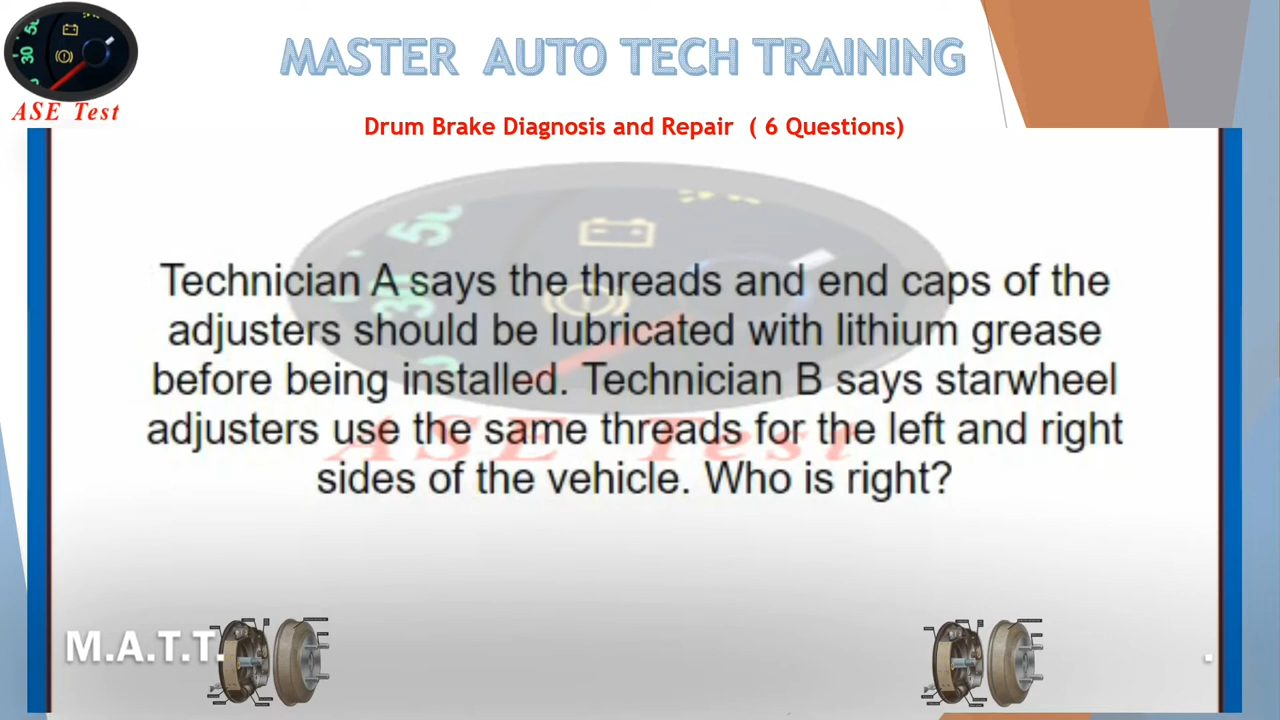 MASTER AUTO TECH TRAINING
ASE Test
Drum Brake Diagnosis and Repair ( 6 Questions)
Technician A says the threads and end caps of the
adjusters should be lubricated with lithium grease
before being installed. Technician B says starwheel
adjusters use the same threads for the left and right
sides of the vehicle. Who is right?
ASE Test
M.A.T.T.